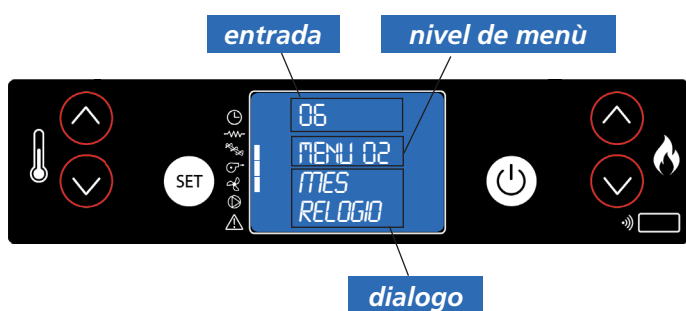 entrada
nivel de menù
06
MENU 02
SET
MES
RELOGIO
dialogo